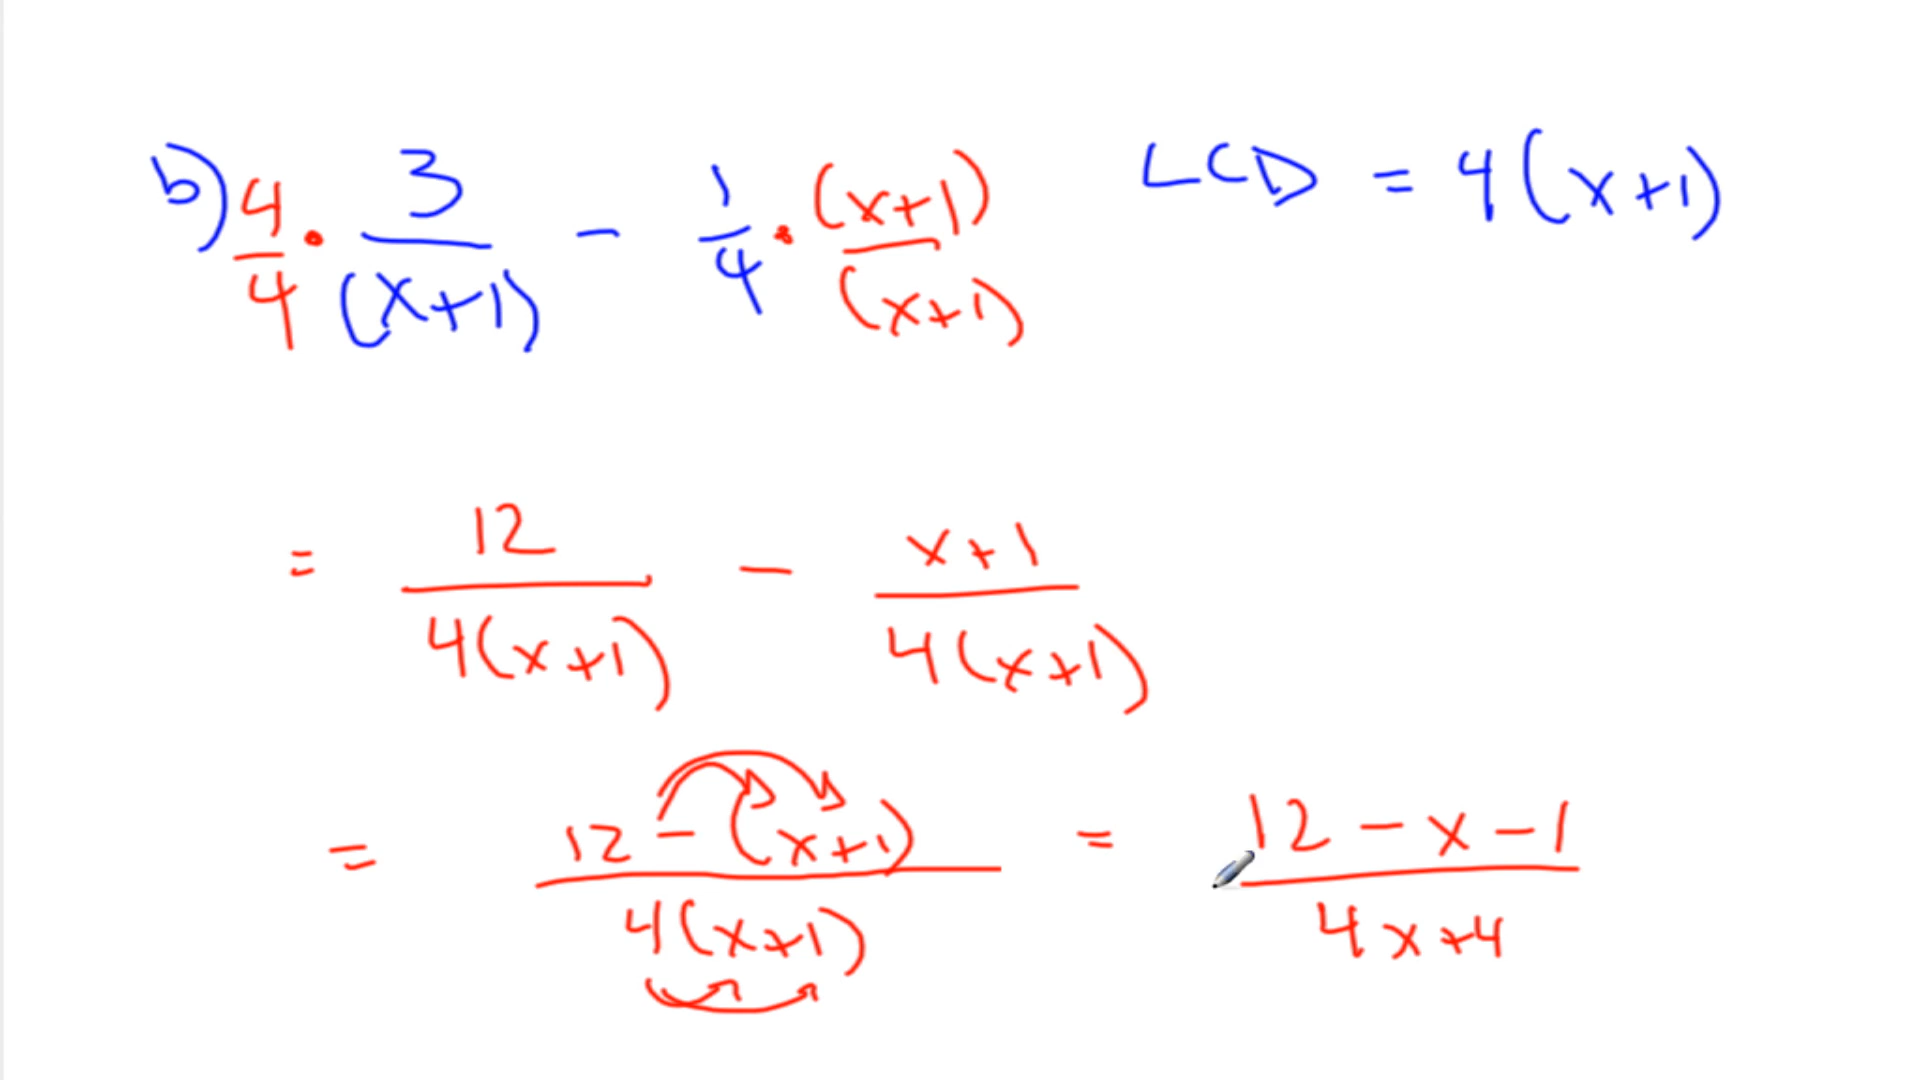 b) 4/4 · 3/(x+1) - 1/4 · (x+1)/(x+1) LCD = 4(x+1)
= 12/4(x+1) - x+1/4(x+1)
= 12-(x+1)/4(x+1) = 12-x-1/4x+4